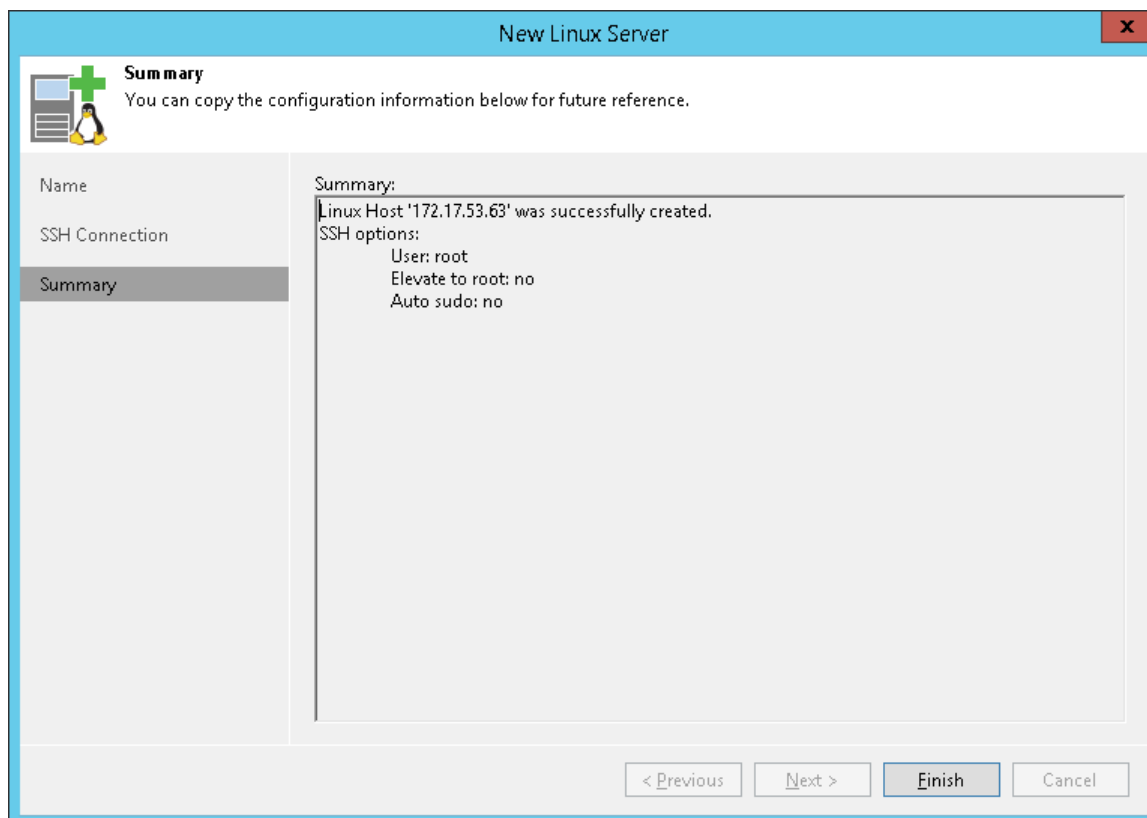 New Linux Server
x
Summary
You can copy the configuration information below for future reference.
Name
SSH Connection
Summary
Summary:
Linux Host '172.17.53.63' was successfully created.
SSH options:
User: root
Elevate to root: no
Auto sudo: no
< Previous
Next >
Finish
Cancel